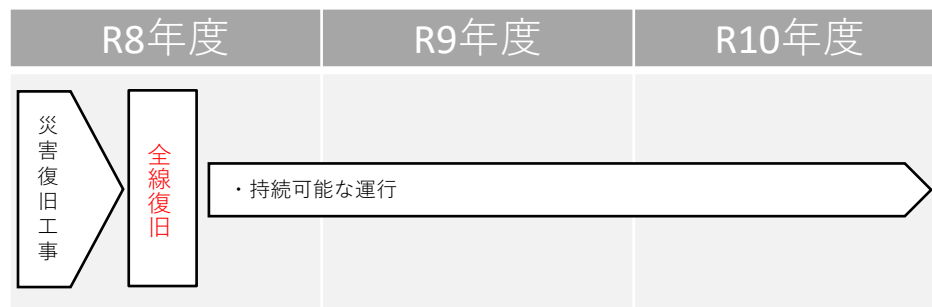 R8年度
R9年度
R10年度
災害復旧工事
全線復旧
・持続可能な運行